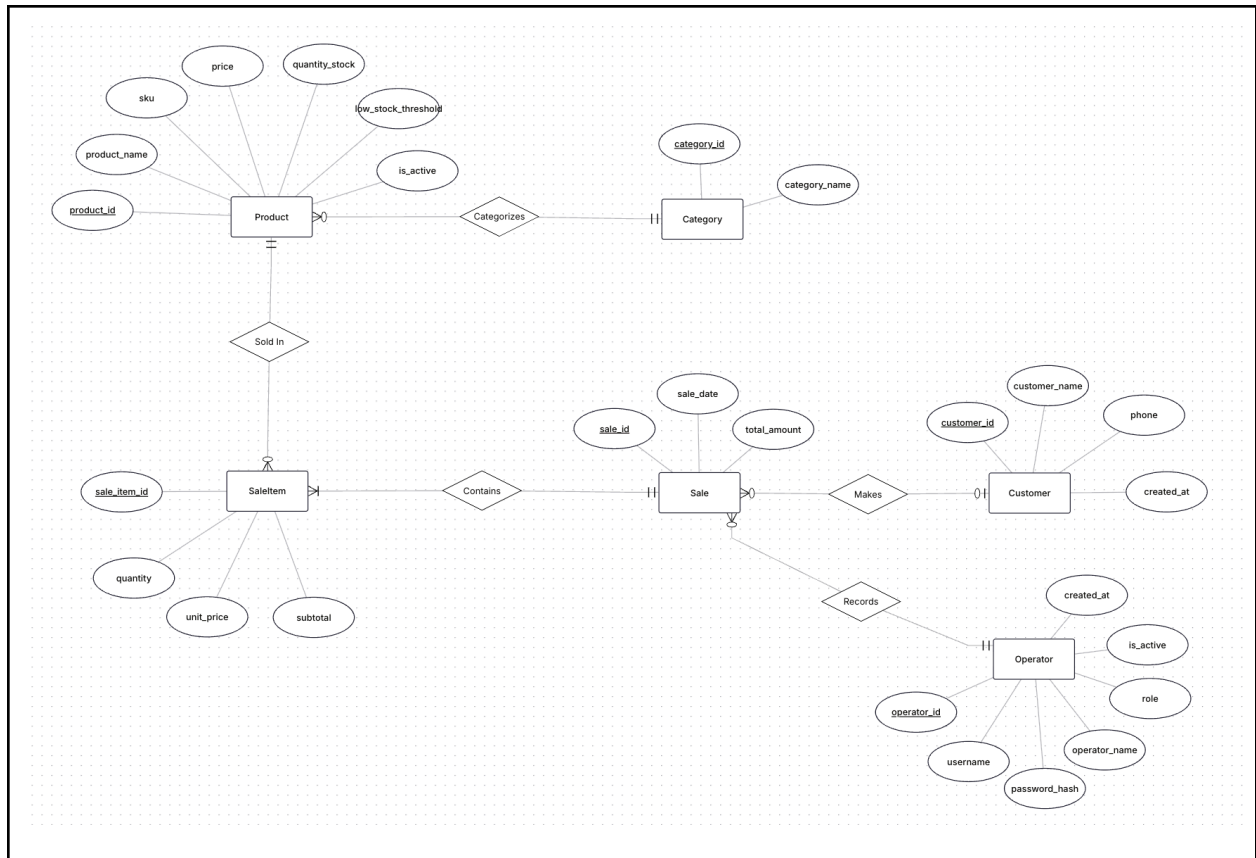 price
quantity_stock
sku
low_stock_threshold
product_name
is_active
product_id
Product
Categorizes
category_id
category_name
Category
Sold In
sale_date
sale_id
total_amount
customer_name
customer_id
phone
sale_item_id
SaleItem
Contains
Sale
Makes
Customer
created_at
quantity
unit_price
subtotal
Records
created_at
is_active
Operator
role
operator_id
operator_name
username
password_hash